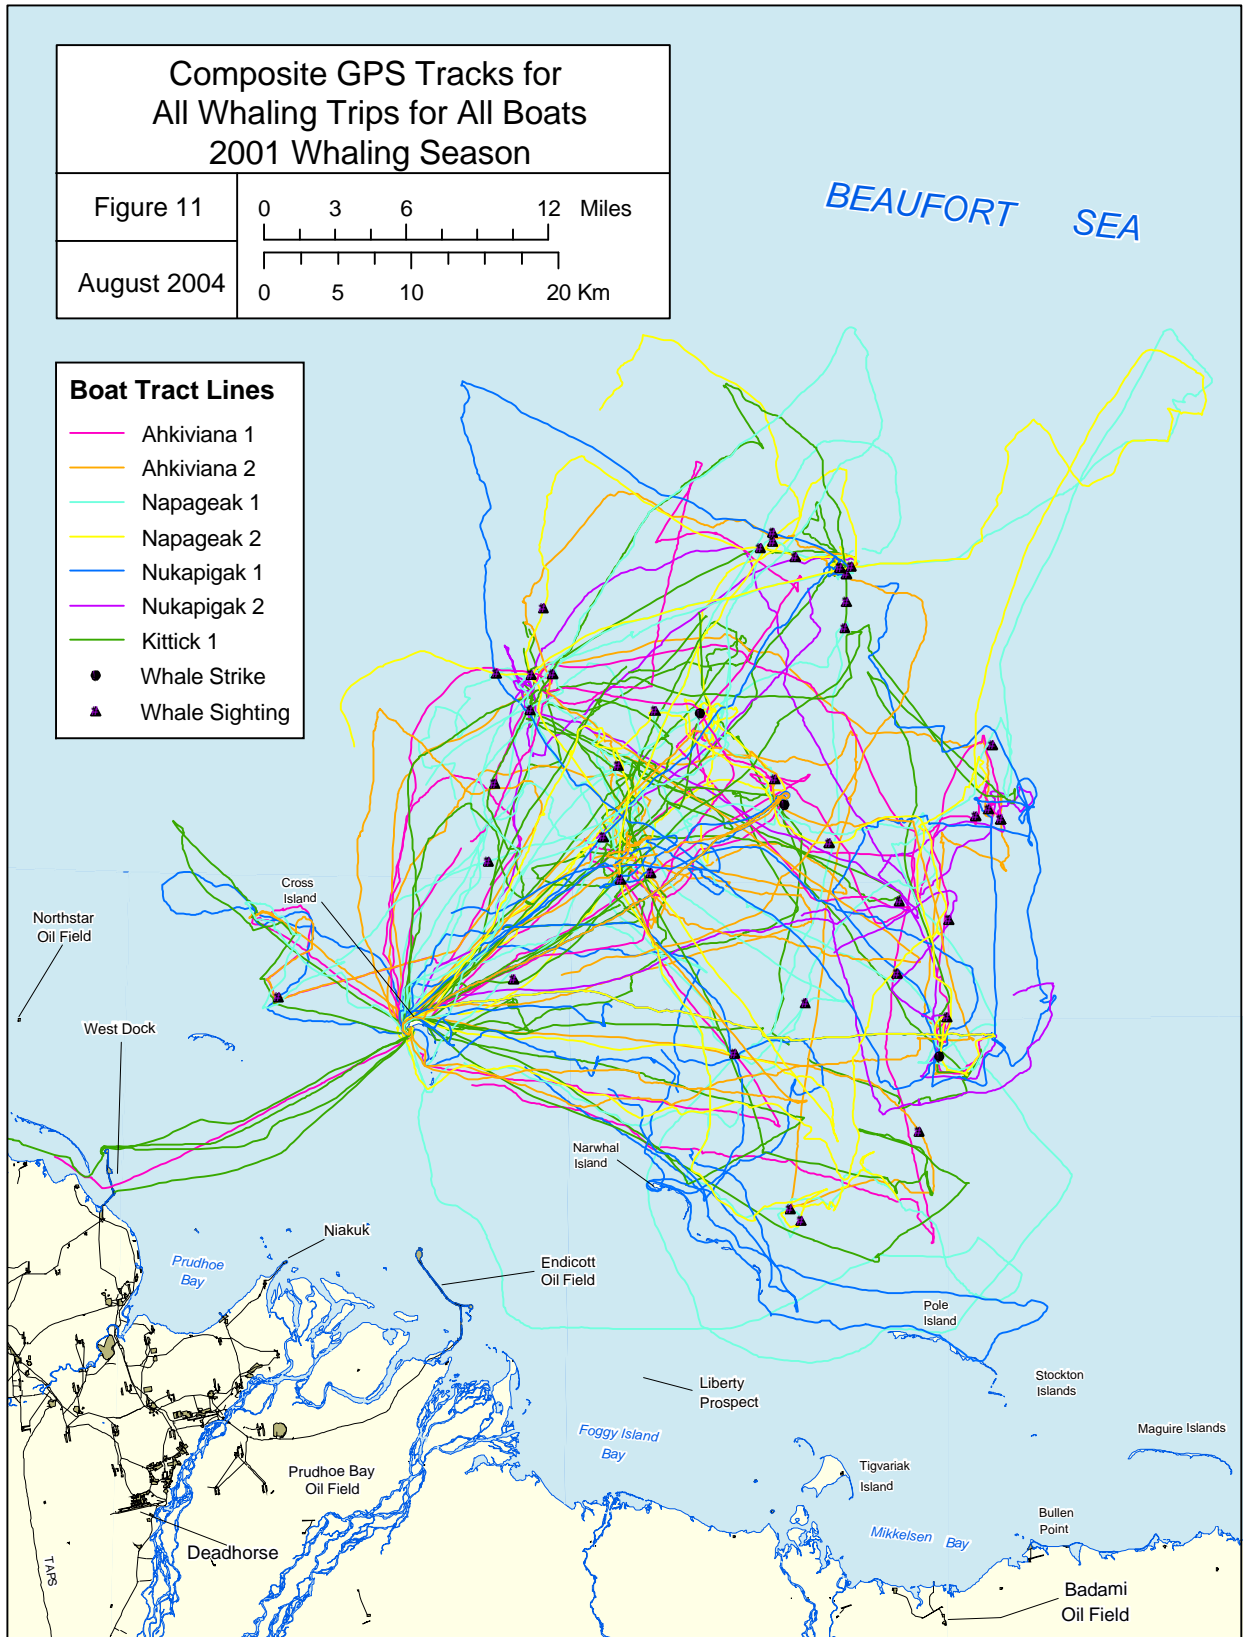 Composite GPS Tracks for
All Whaling Trips for All Boats
2001 Whaling Season
Figure 11
August 2004
0 3 6 12 Miles
0 5 10 20 Km
BEAUFORT SEA
Boat Tract Lines
Ahkiviana 1
Ahkiviana 2
Napageak 1
Napageak 2
Nukapigak 1
Nukapigak 2
Kittick 1
Whale Strike
Whale Sighting
Cross
Island
Northstar
Oil Field
West Dock
Narwhal
Island
Niakuk
Prudhoe
Bay
Endicott
Oil Field
Pole
Island
Liberty
Prospect
Stockton
Islands
Foggy Island
Bay
Maguire Islands
Tigvariak
Island
Prudhoe Bay
Oil Field
Bullen
Point
Mikkelsen Bay
Deadhorse
TAPS
Badami
Oil Field